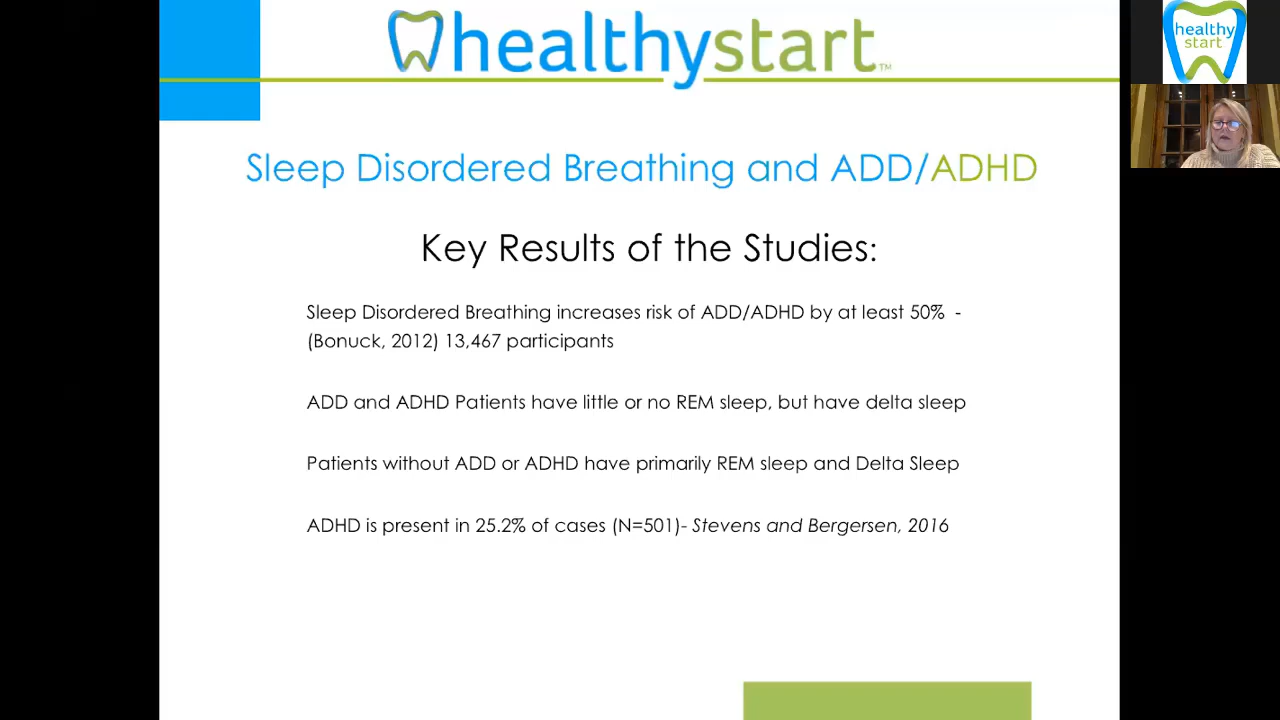 healthystart™
Sleep Disordered Breathing and ADD/ADHD
Key Results of the Studies:
Sleep Disordered Breathing increases risk of ADD/ADHD by at least 50% -
(Bonuck, 2012) 13,467 participants
ADD and ADHD Patients have little or no REM sleep, but have delta sleep
Patients without ADD or ADHD have primarily REM sleep and Delta Sleep
ADHD is present in 25.2% of cases (N=501)- Stevens and Bergersen, 2016
healthy
start